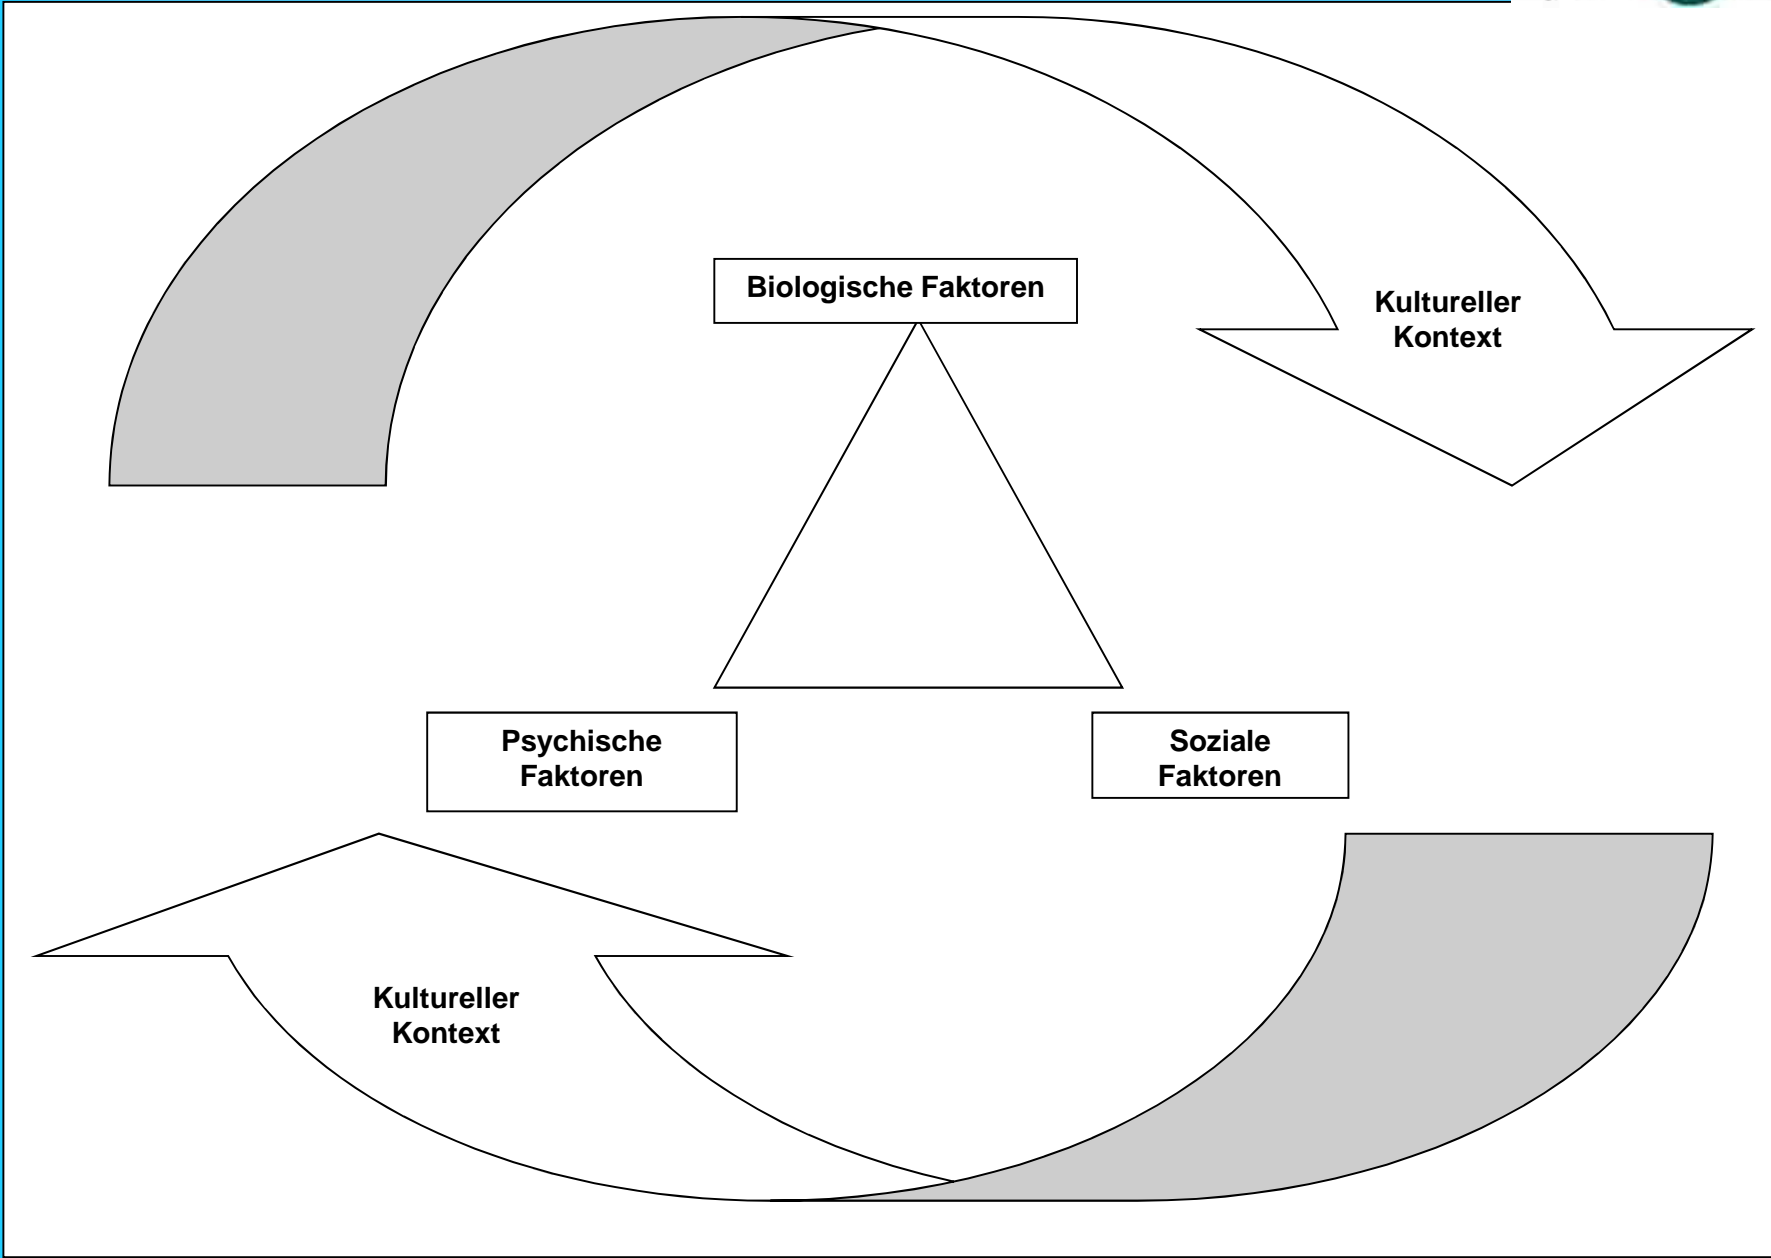 Biologische Faktoren
Kultureller
Kontext
Psychische
Faktoren
Soziale
Faktoren
Kultureller
Kontext